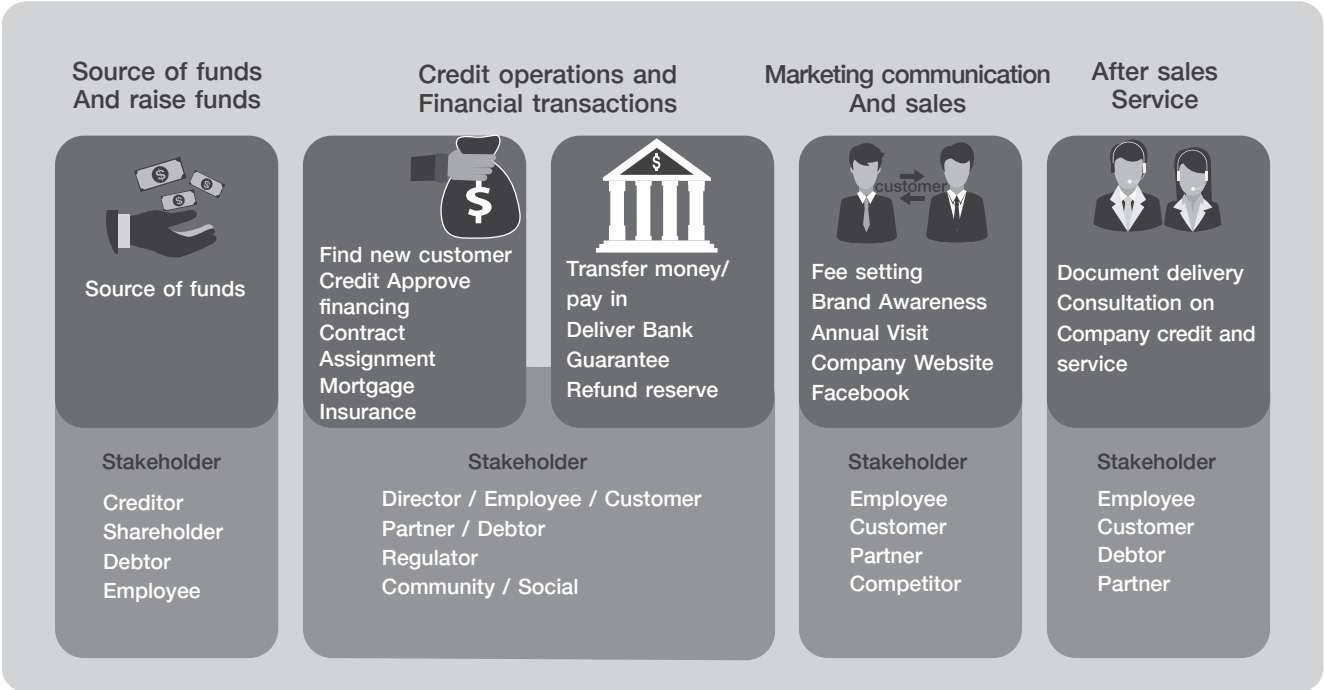 Source of funds
And raise funds
Source of funds
Stakeholder
Creditor
Shareholder
Debtor
Employee
Credit operations and
Financial transactions
$
Find new customer
Credit Approve
financing
Contract
Assignment
Mortgage
Insurance
$
Transfer money/
pay in
Deliver Bank
Guarantee
Refund reserve
Stakeholder
Director / Employee / Customer
Partner / Debtor
Regulator
Community / Social
Marketing communication
And sales
customer
Fee setting
Brand Awareness
Annual Visit
Company Website
Facebook
Stakeholder
Employee
Customer
Partner
Competitor
After sales
Service
Document delivery
Consultation on
Company credit and
service
Stakeholder
Employee
Customer
Debtor
Partner